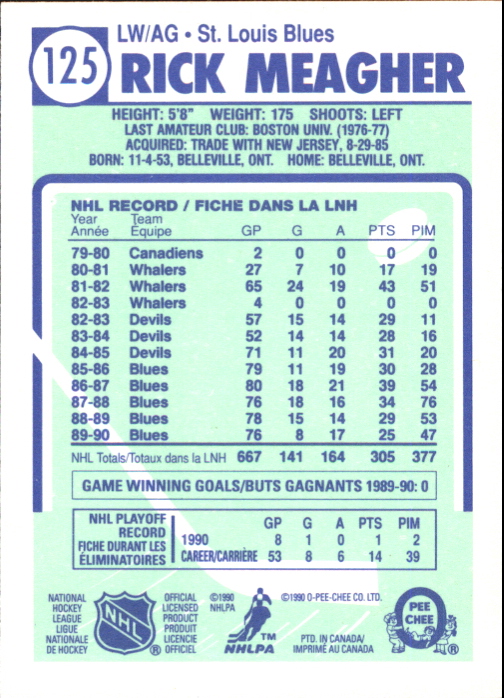 125
LW/AG • St. Louis Blues
RICK MEAGHER
HEIGHT: 5'8" WEIGHT: 175 SHOOTS: LEFT
LAST AMATEUR CLUB: BOSTON UNIV. (1976-77)
ACQUIRED: TRADE WITH NEW JERSEY, 8-29-85
BORN: 11-4-53, BELLEVILLE, ONT. HOME: BELLEVILLE, ONT.
NHL RECORD / FICHE DANS LA LNH
Year Team
Année Équipe GP G A PTS PIM
79-80 Canadiens 2 0 0 0 0
80-81 Whalers 27 7 10 17 19
81-82 Whalers 65 24 19 43 51
82-83 Whalers 4 0 0 0 0
82-83 Devils 57 15 14 29 11
83-84 Devils 52 14 14 28 16
84-85 Devils 71 11 20 31 20
85-86 Blues 79 11 19 30 28
86-87 Blues 80 18 21 39 54
87-88 Blues 76 18 16 34 76
88-89 Blues 78 15 14 29 53
89-90 Blues 76 8 17 25 47
NHL Totals/Totaux dans la LNH 667 141 164 305 377
GAME WINNING GOALS/BUTS GAGNANTS 1989-90: 0
NHL PLAYOFF
RECORD
FICHE DURANT LES
ÉLIMINATOIRES
GP G A PTS PIM
1990 8 1 0 1 2
CAREER/CARRIÈRE 53 8 6 14 39
NATIONAL
HOCKEY
LEAGUE
LIGUE
NATIONALE
DE HOCKEY
NHL
®
OFFICIAL
LICENSED
PRODUCT
PRODUIT
LICENCIE
OFFICIEL
©1990
NHLPA
TM
NHLPA
©1990 O-PEE-CHEE CO. LTD.
PTD. IN CANADA/
IMPRIMÉ AU CANADA
PEE
CHEE
®